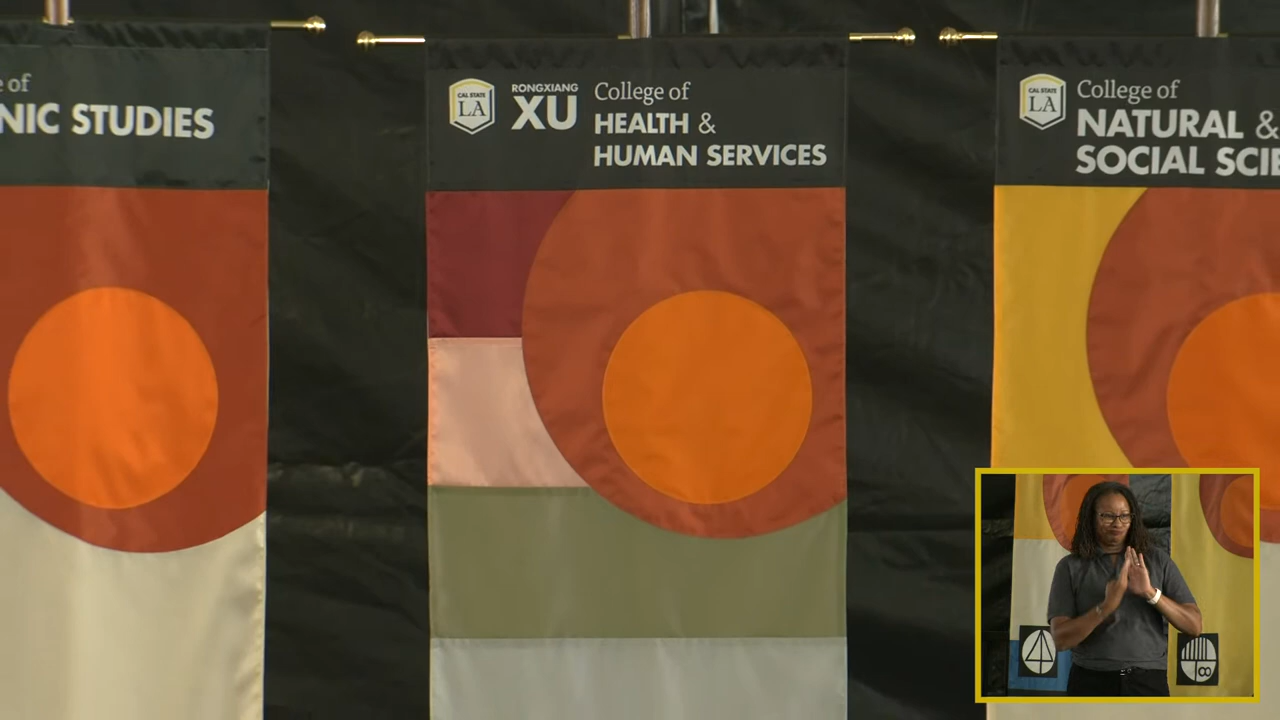 e of
NIC STUDIES
CAL STATE
LA
RONGXIANG
XU
College of
HEALTH &
HUMAN SERVICES
CAL STATE
LA
College of
NATURAL &
SOCIAL SCIE